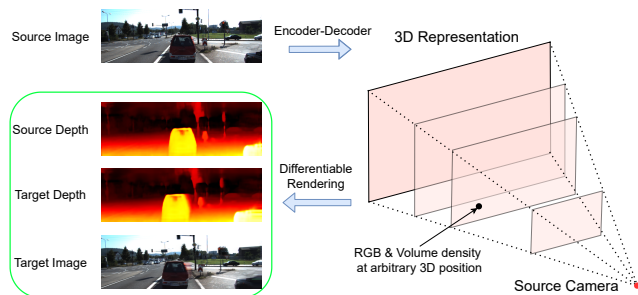 Source Image
Encoder-Decoder
3D Representation
Source Depth
Target Depth
Differentiable
Rendering
Target Image
RGB & Volume density
at arbitrary 3D position
Source Camera